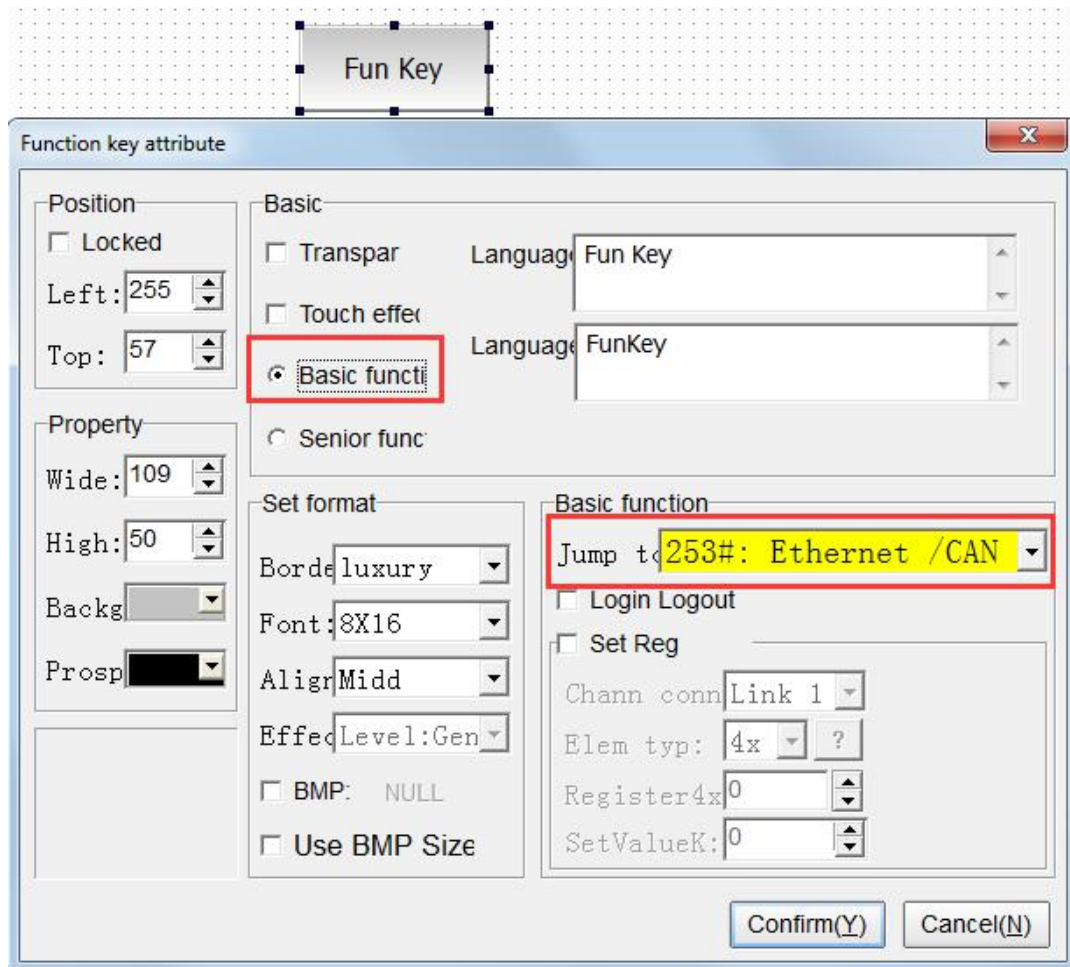 Fun Key
Function key attribute
Position
Locked
Left: 255
Top: 57
Property
Wide: 109
High: 50
Backg
Prosp
Basic
Transpar
Touch effec
Basic functi
Senior func
Languag Fun Key
Language FunKey
Set format
Borde luxury
Font: 8X16
Align Midd
Effec Level:Gen
BMP: NULL
Use BMP Size
Basic function
Jump to 253#: Ethernet /CAN
Login Logout
Set Reg
Chann conn Link 1
Elem typ: 4x ?
Register4x 0
SetValueK: 0
Confirm(Y) Cancel(N)